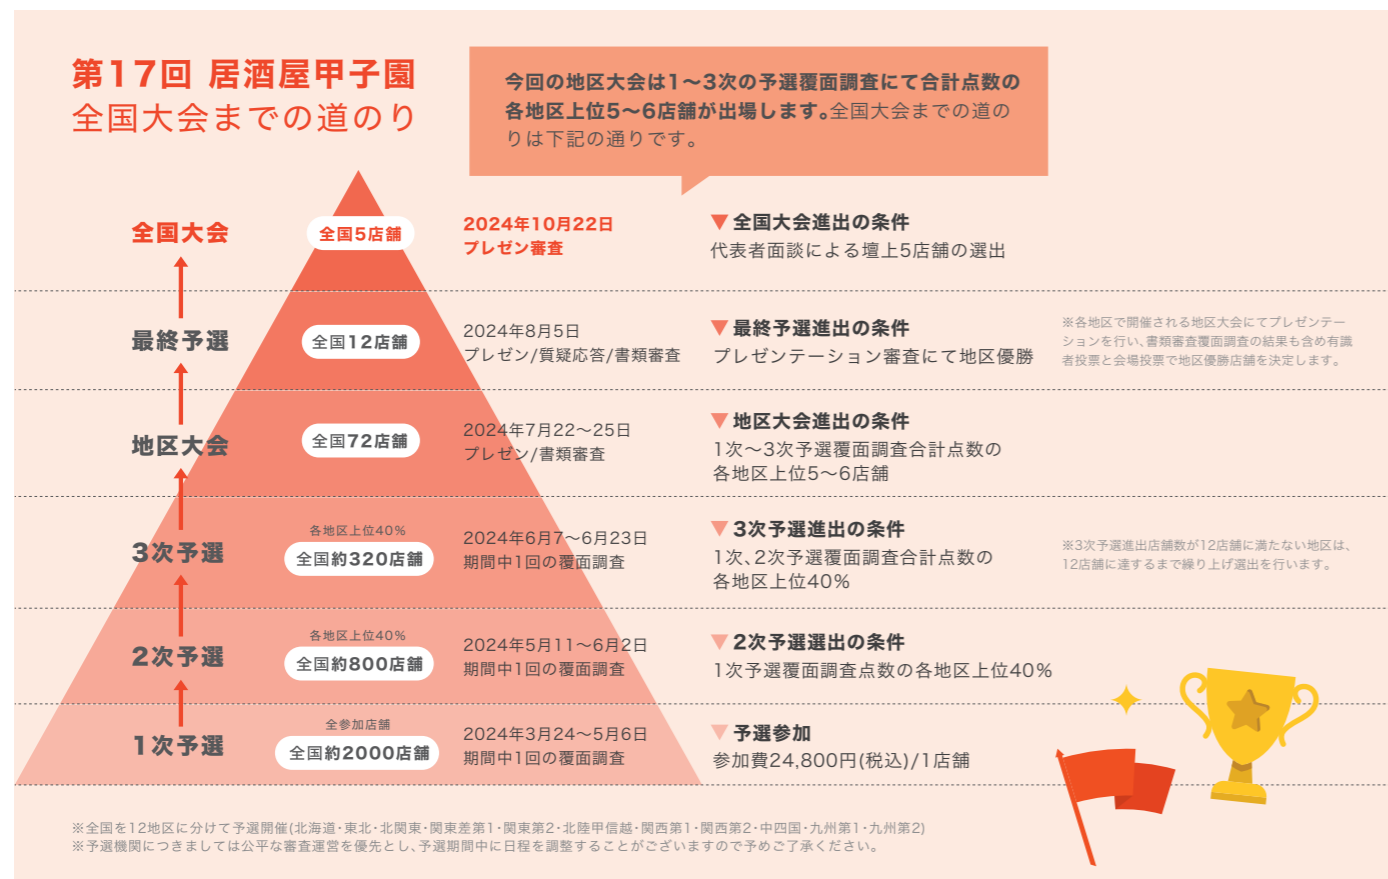 第17回 居酒屋甲子園
全国大会までの道のり
今回の地区大会は1～3次の予選覆面調査にて合計点数の
各地区上位5～6店舗が出場します。全国大会までの道の
りは下記の通りです。
全国大会
全国5店舗
2024年10月22日
プレゼン審査
▼全国大会進出の条件
代表者面談による壇上5店舗の選出
最終予選
全国12店舗
2024年8月5日
プレゼン/質疑応答/書類審査
▼最終予選進出の条件
プレゼンテーション審査にて地区優勝
※各地区で開催される地区大会にてプレゼンテー
ションを行い、書類審査覆面調査の結果も含め有識
者投票と会場投票で地区優勝店舗を決定します。
地区大会
全国72店舗
2024年7月22～25日
プレゼン/書類審査
▼地区大会進出の条件
1次～3次予選覆面調査合計点数の
各地区上位5～6店舗
3次予選
各地区上位40%
全国約320店舗
2024年6月7～6月23日
期間中1回の覆面調査
▼3次予選進出の条件
1次、2次予選覆面調査合計点数の
各地区上位40%
※3次予選進出店舗数が12店舗に満たない地区は、
12店舗に達するまで繰り上げ選出を行います。
2次予選
各地区上位40%
全国約800店舗
2024年5月11～6月2日
期間中1回の覆面調査
▼2次予選選出の条件
1次予選覆面調査点数の各地区上位40%
1次予選
全参加店舗
全国約2000店舗
2024年3月24～5月6日
期間中1回の覆面調査
▼予選参加
参加費24,800円(税込)/1店舗
※全国を12地区に分けて予選開催(北海道・東北・北関東・関東差第1・関東第2・北陸甲信越・関西第1・関西第2・中四国・九州第1・九州第2)
※予選機関につきましては公平な審査運営を優先とし、予選期間中に日程を調整することがございますので予めご了承ください。